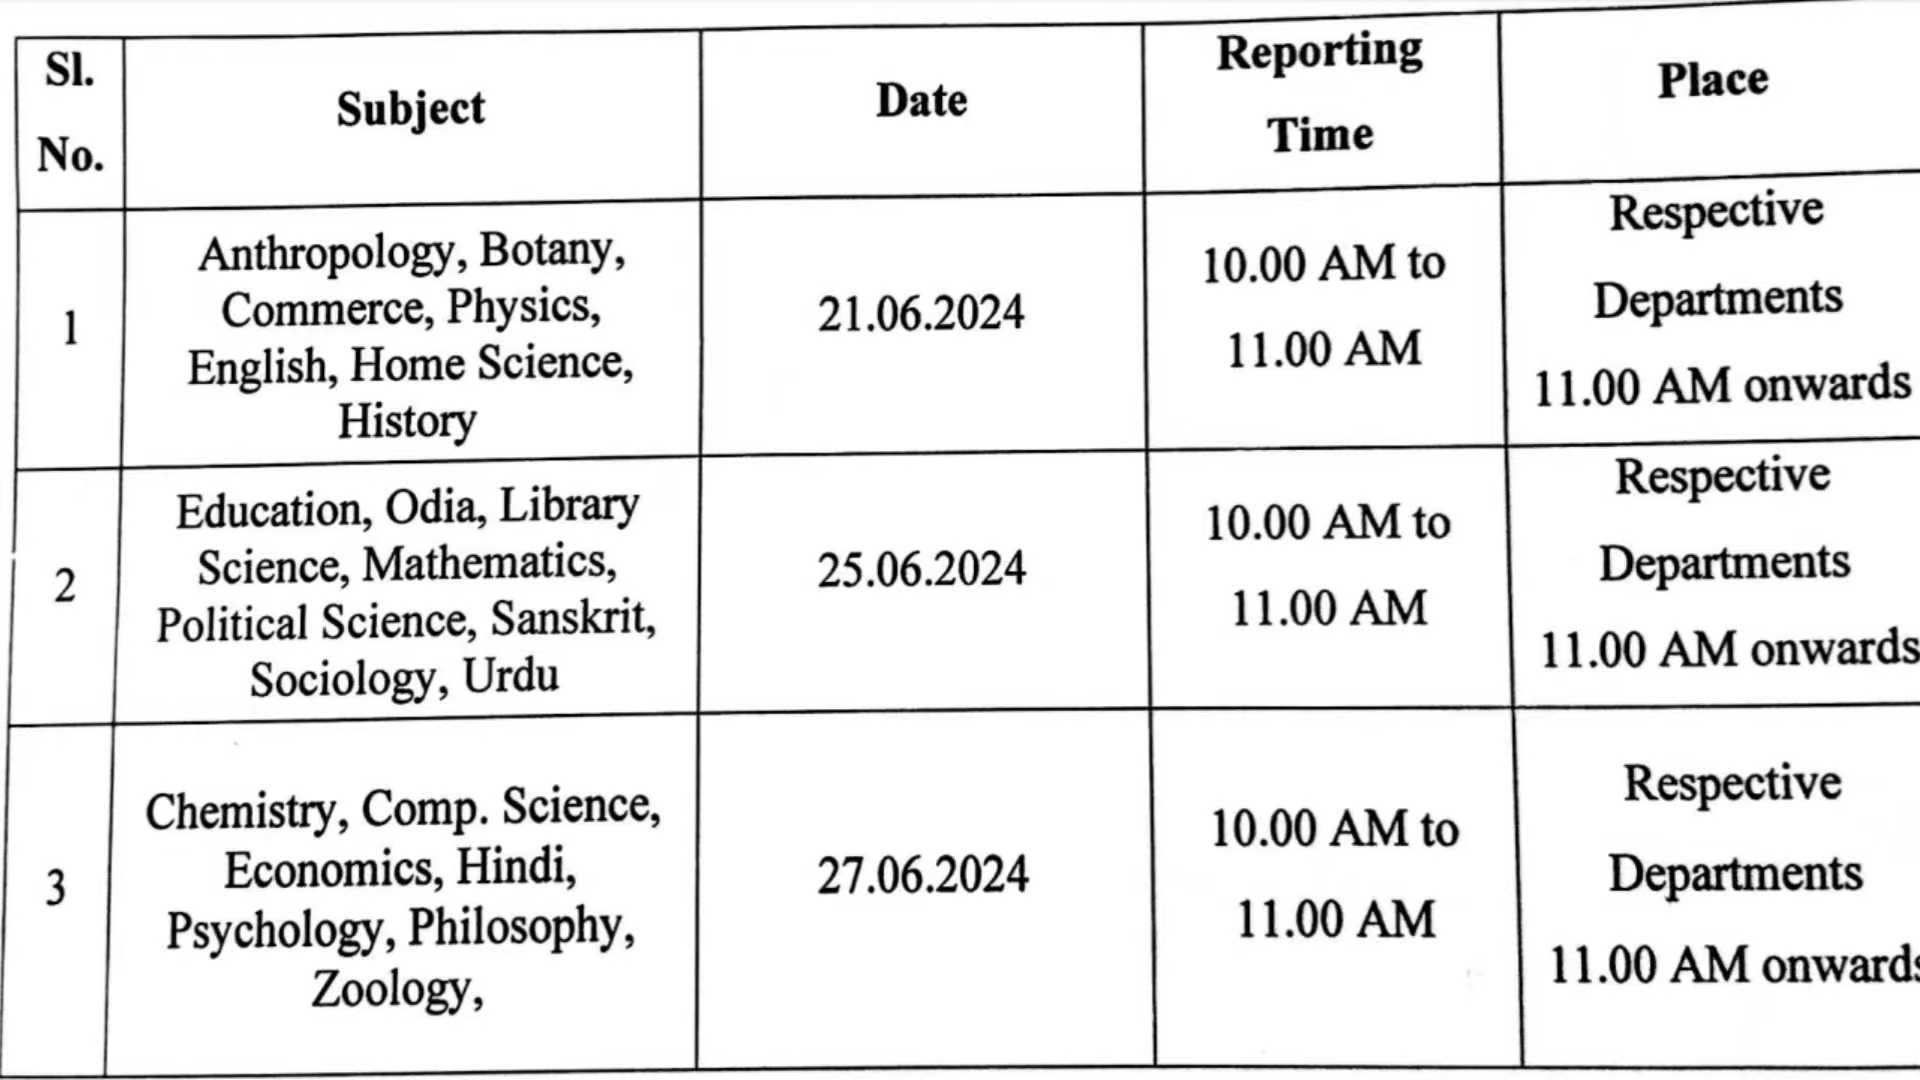 Sl.
No.
Subject
Date
Reporting
Time
Place
1
Anthropology, Botany,
Commerce, Physics,
English, Home Science,
History
21.06.2024
10.00 AM to
11.00 AM
Respective
Departments
11.00 AM onwards
2
Education, Odia, Library
Science, Mathematics,
Political Science, Sanskrit,
Sociology, Urdu
25.06.2024
10.00 AM to
11.00 AM
Respective
Departments
11.00 AM onwards
3
Chemistry, Comp. Science,
Economics, Hindi,
Psychology, Philosophy,
Zoology,
27.06.2024
10.00 AM to
11.00 AM
Respective
Departments
11.00 AM onwards